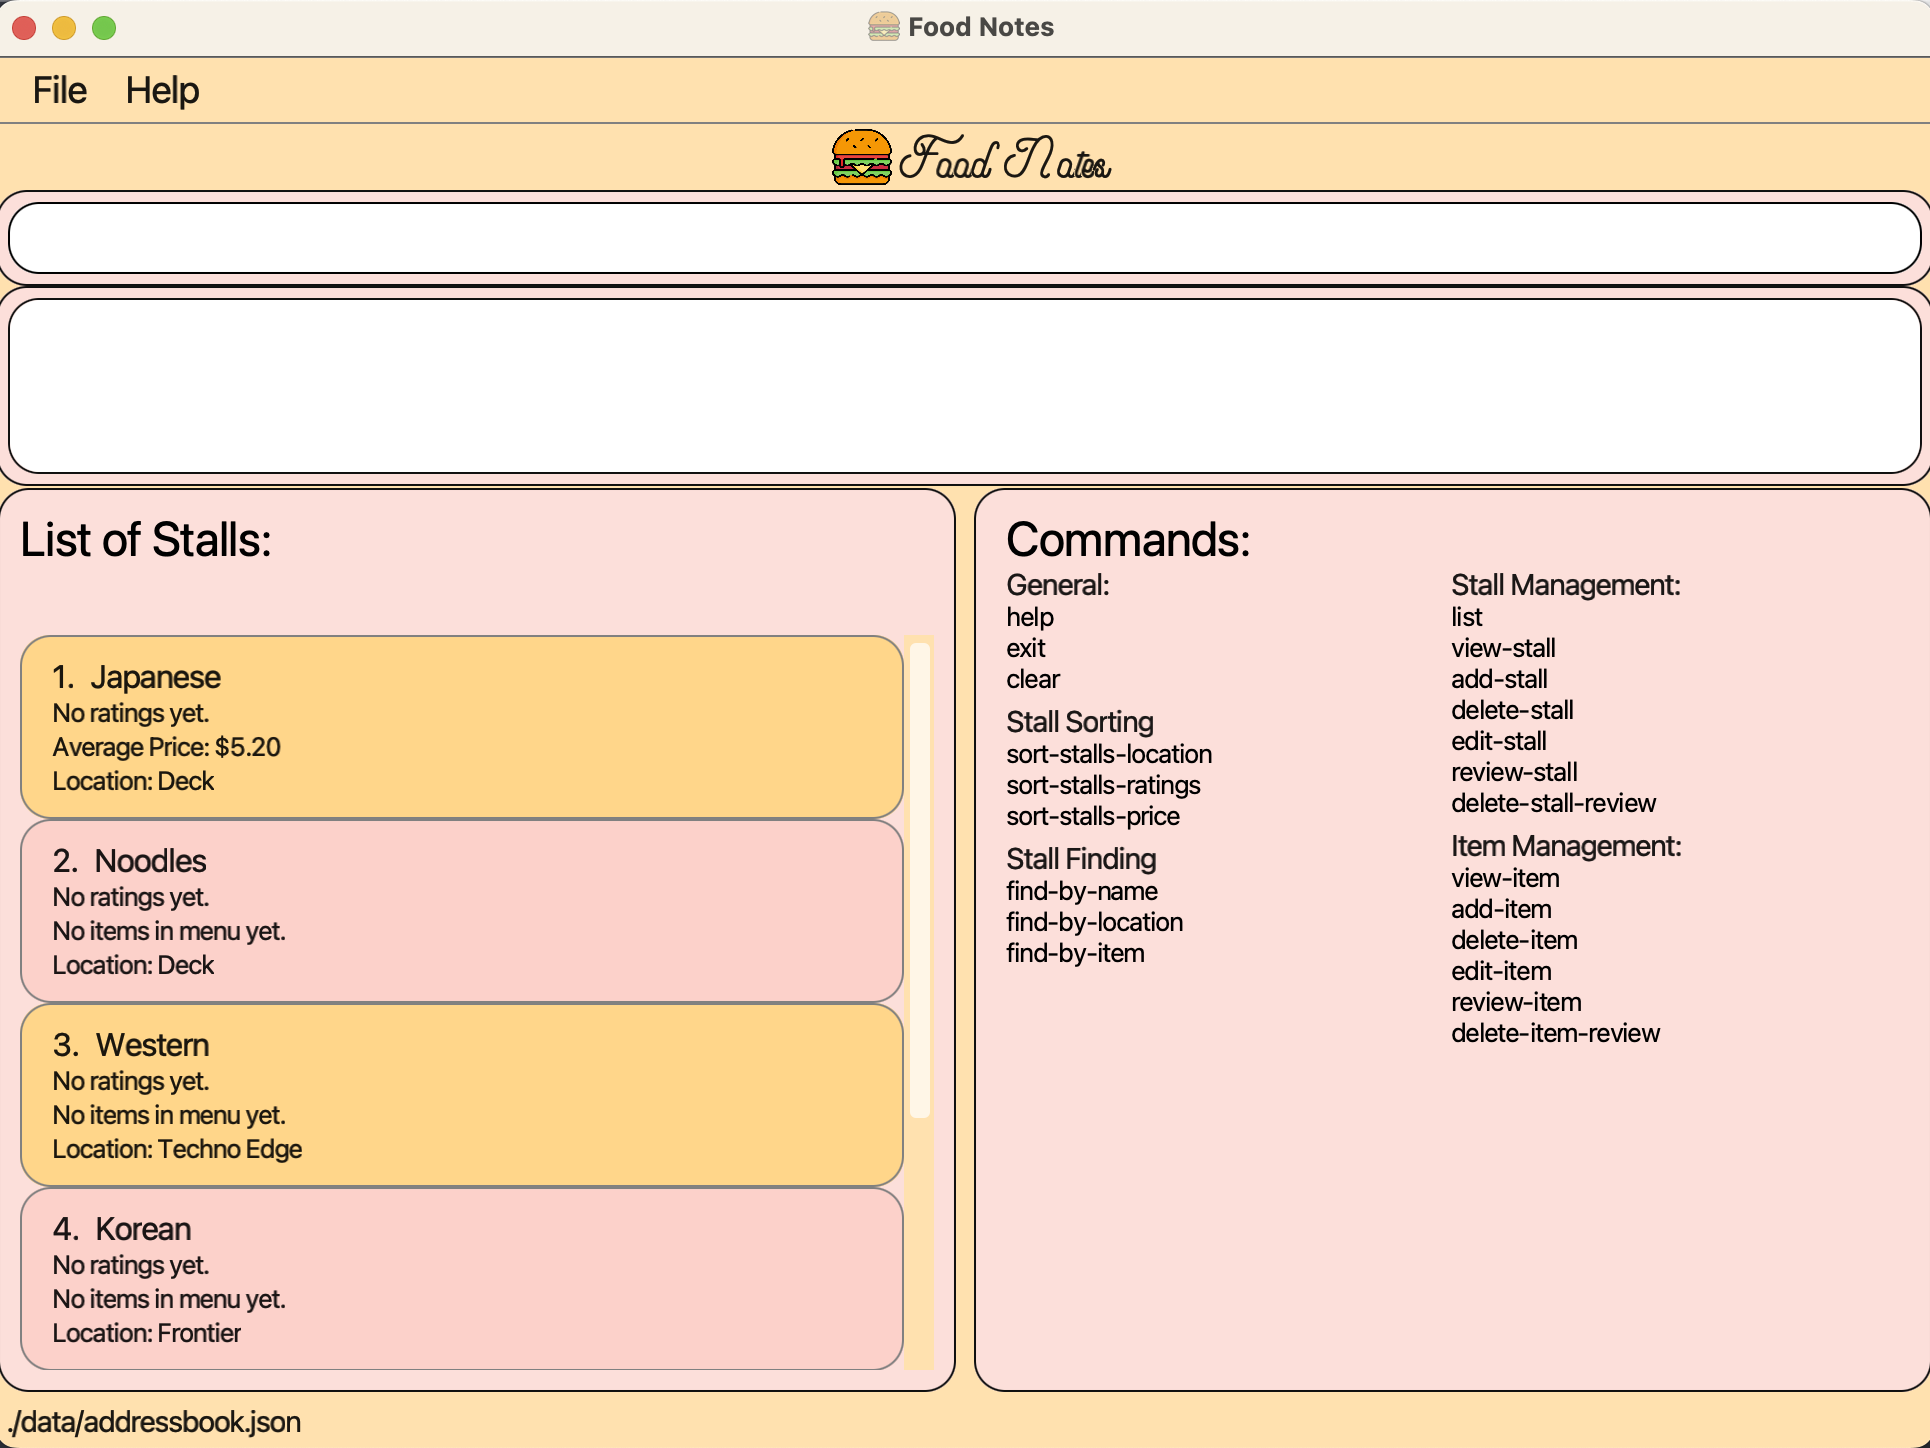 Food Notes
File Help
Food Notes
List of Stalls:
1. Japanese
No ratings yet.
Average Price: $5.20
Location: Deck
2. Noodles
No ratings yet.
No items in menu yet.
Location: Deck
3. Western
No ratings yet.
No items in menu yet.
Location: Techno Edge
4. Korean
No ratings yet.
No items in menu yet.
Location: Frontier
Commands:
General:
help
exit
clear
Stall Sorting
sort-stalls-location
sort-stalls-ratings
sort-stalls-price
Stall Finding
find-by-name
find-by-location
find-by-item
Stall Management:
list
view-stall
add-stall
delete-stall
edit-stall
review-stall
delete-stall-review
Item Management:
view-item
add-item
delete-item
edit-item
review-item
delete-item-review
./data/addressbook.json